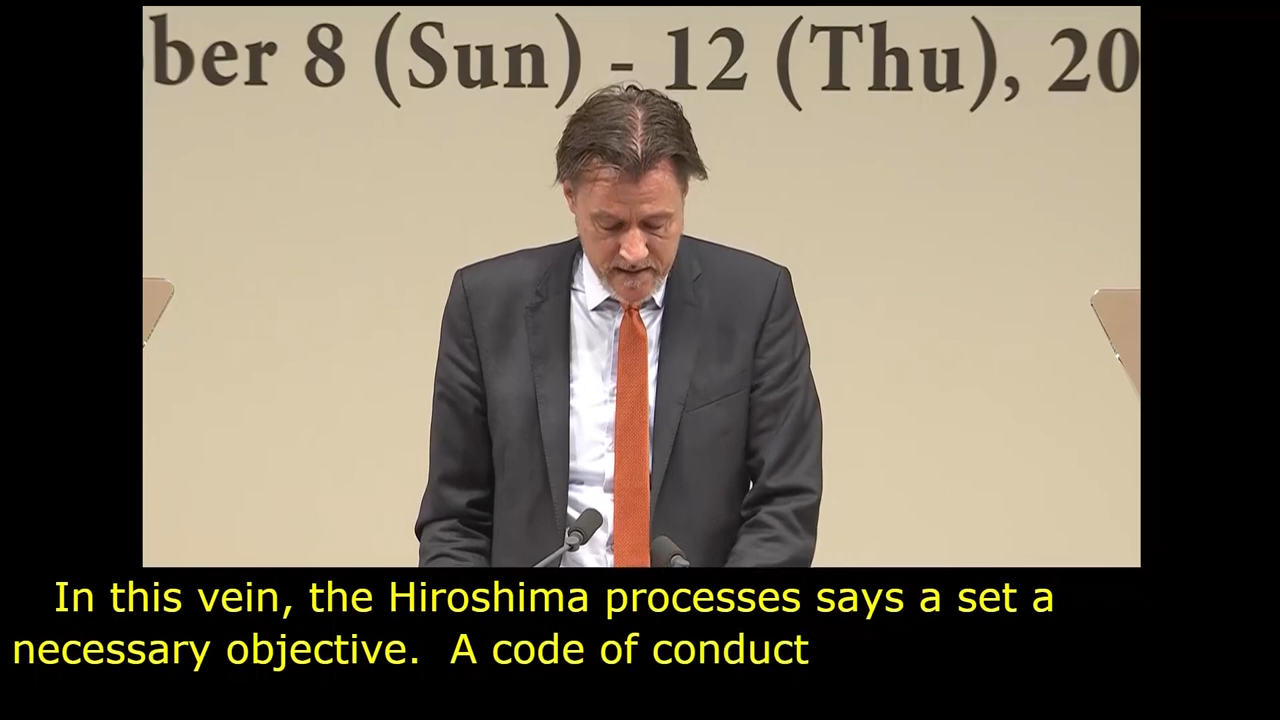 ber 8 (Sun) - 12 (Thu), 20
In this vein, the Hiroshima processes says a set a
necessary objective.  A code of conduct